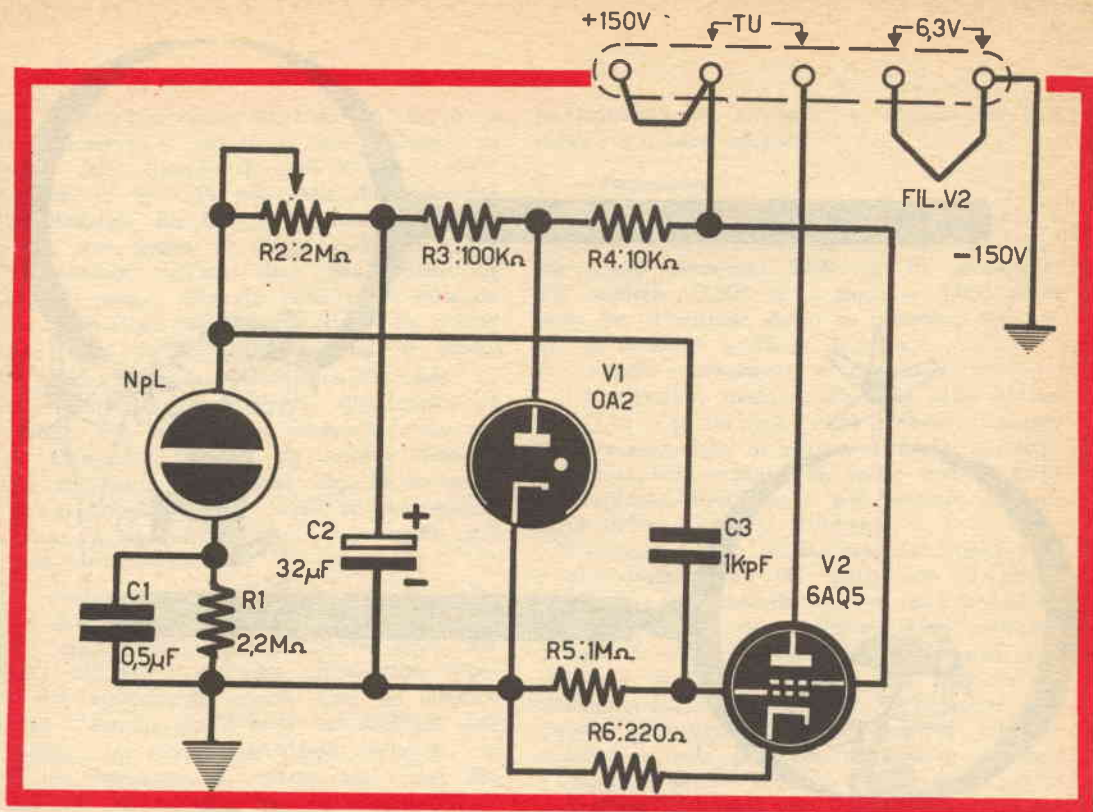 +150V TU 6,3V
FIL.V2
-150V
R2:2MΩ R3:100KΩ R4:10KΩ
NpL
V1
0A2
C1
0,5µF
R1
2,2MΩ
C2
32µF
+
-
C3
1KpF
V2
6AQ5
R5:1MΩ
R6:220Ω